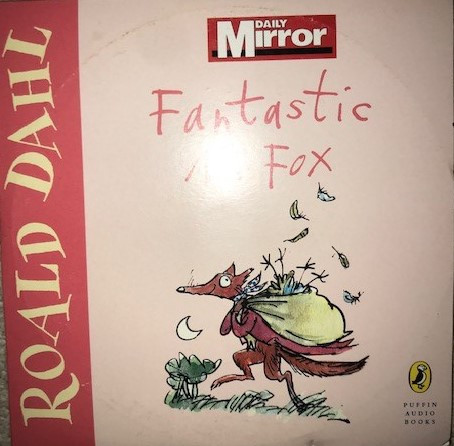 ROALD DAHL
DAILY
Mirror
Fantastic
Fox
PUFFIN
AUDIO
BOOKS